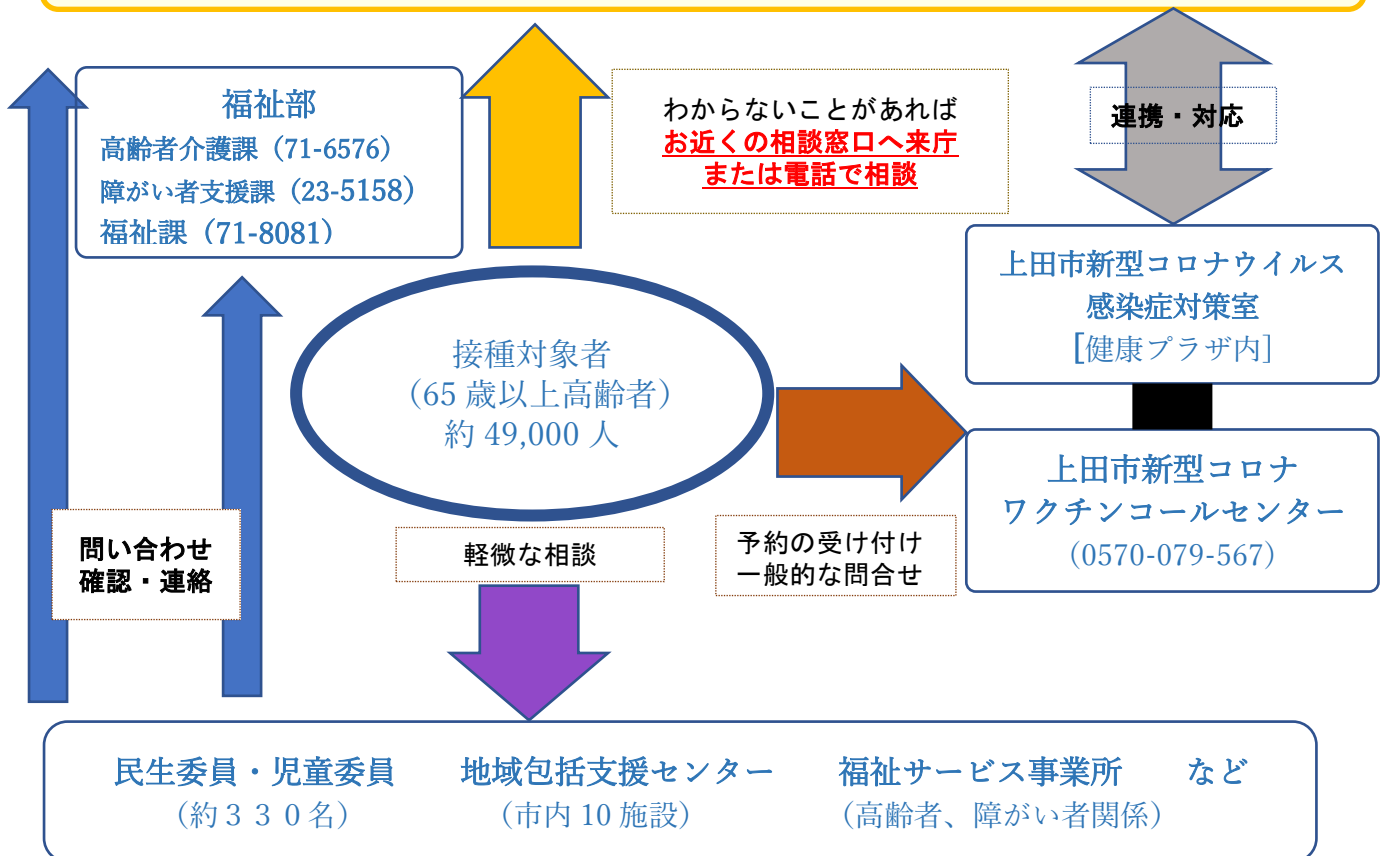 福祉部
高齢者介護課（71-6576）
障がい者支援課（23-5158）
福祉課（71-8081）
わからないことがあれば
お近くの相談窓口へ来庁
または電話で相談
連携・対応
上田市新型コロナウイルス
感染症対策室
[健康プラザ内]
接種対象者
（65 歳以上高齢者）
約 49,000 人
上田市新型コロナ
ワクチンコールセンター
（0570-079-567）
問い合わせ
確認・連絡
軽微な相談
予約の受け付け
一般的な問合せ
民生委員・児童委員　地域包括支援センター　福祉サービス事業所　など
（約３３０名）　（市内 10 施設）　（高齢者、障がい者関係）